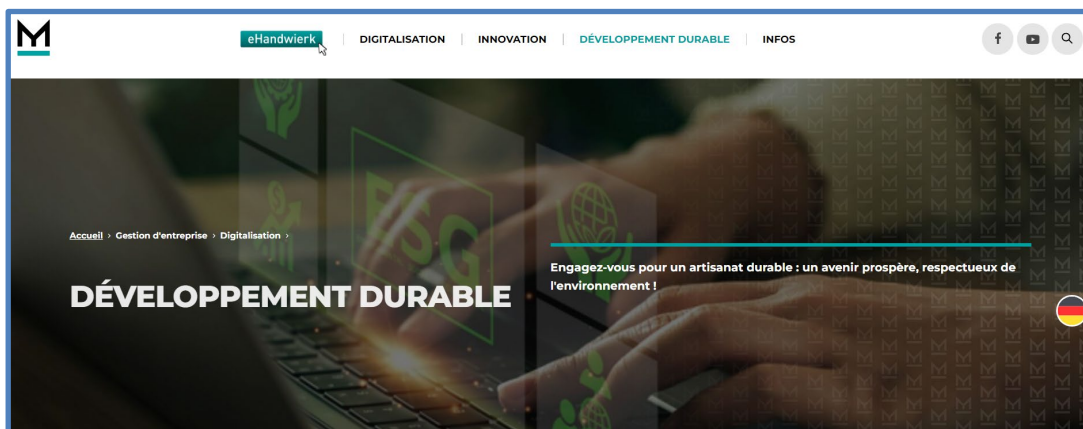 M
eHandwierk
DIGITALISATION
INNOVATION
DÉVELOPPEMENT DURABLE
INFOS
Accueil > Gestion d'entreprise > Digitalisation >
DÉVELOPPEMENT DURABLE
Engagez-vous pour un artisanat durable : un avenir prospère, respectueux de
l'environnement !
ESG